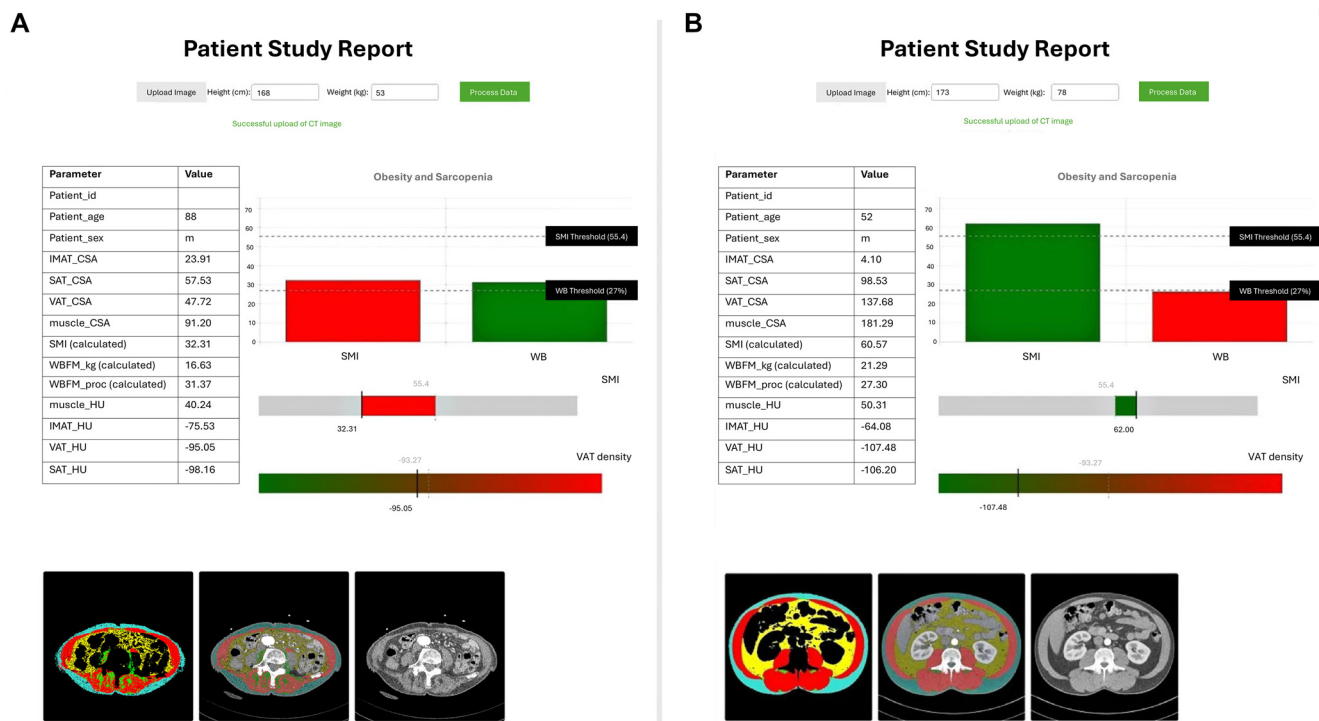 A
Patient Study Report
Upload Image Height (cm): 168 Weight (kg): 53 Process Data
Successful upload of CT image
Parameter Value
Patient_id
Patient_age 88
Patient_sex m
IMAT_CSA 23.91
SAT_CSA 57.53
VAT_CSA 47.72
muscle_CSA 91.20
SMI (calculated) 32.31
WBFM_kg (calculated) 16.63
WBFM_proc (calculated) 31.37
muscle_HU 40.24
IMAT_HU -75.53
VAT_HU -95.05
SAT_HU -98.16
Obesity and Sarcopenia
70
60
50
40
30
20
10
0
SMI Threshold (55.4)
WB Threshold (27%)
SMI WB
SMI
55.4
32.31
VAT density
-93.27
-95.05
B
Patient Study Report
Upload Image Height (cm): 173 Weight (kg): 78 Process Data
Successful upload of CT image
Parameter Value
Patient_id
Patient_age 52
Patient_sex m
IMAT_CSA 4.10
SAT_CSA 98.53
VAT_CSA 137.68
muscle_CSA 181.29
SMI (calculated) 60.57
WBFM_kg (calculated) 21.29
WBFM_proc (calculated) 27.30
muscle_HU 50.31
IMAT_HU -64.08
VAT_HU -107.48
SAT_HU -106.20
Obesity and Sarcopenia
70
60
50
40
30
20
10
0
SMI Threshold (55.4)
WB Threshold (27%)
SMI WB
SMI
55.4
62.00
VAT density
-93.27
-107.48